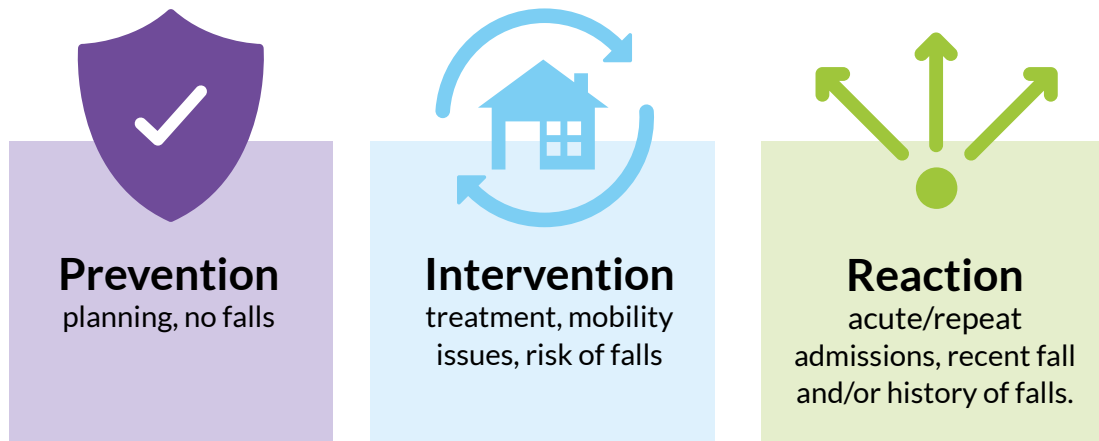 Prevention
planning, no falls
Intervention
treatment, mobility
issues, risk of falls
Reaction
acute/repeat
admissions, recent fall
and/or history of falls.